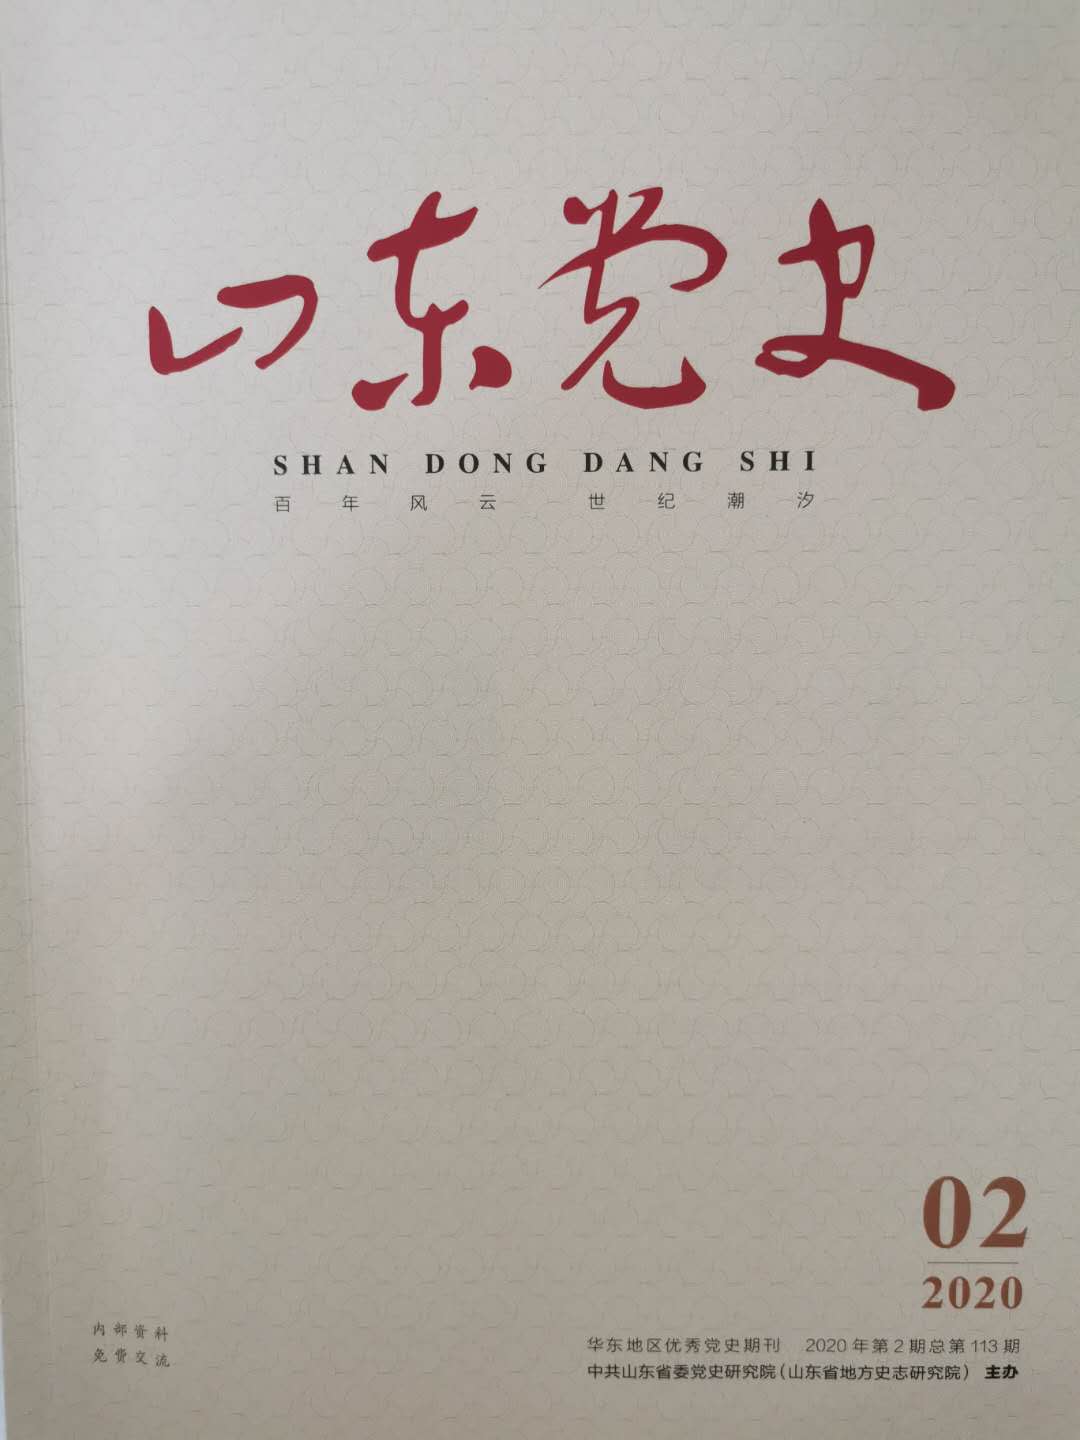 山东党史
SHAN DONG DANG SHI
百年风云 世纪潮汐
02
2020
内部资料
免费交流
华东地区优秀党史期刊 2020年第2期总第113期
中共山东省委党史研究院(山东省地方史志研究院) 主办